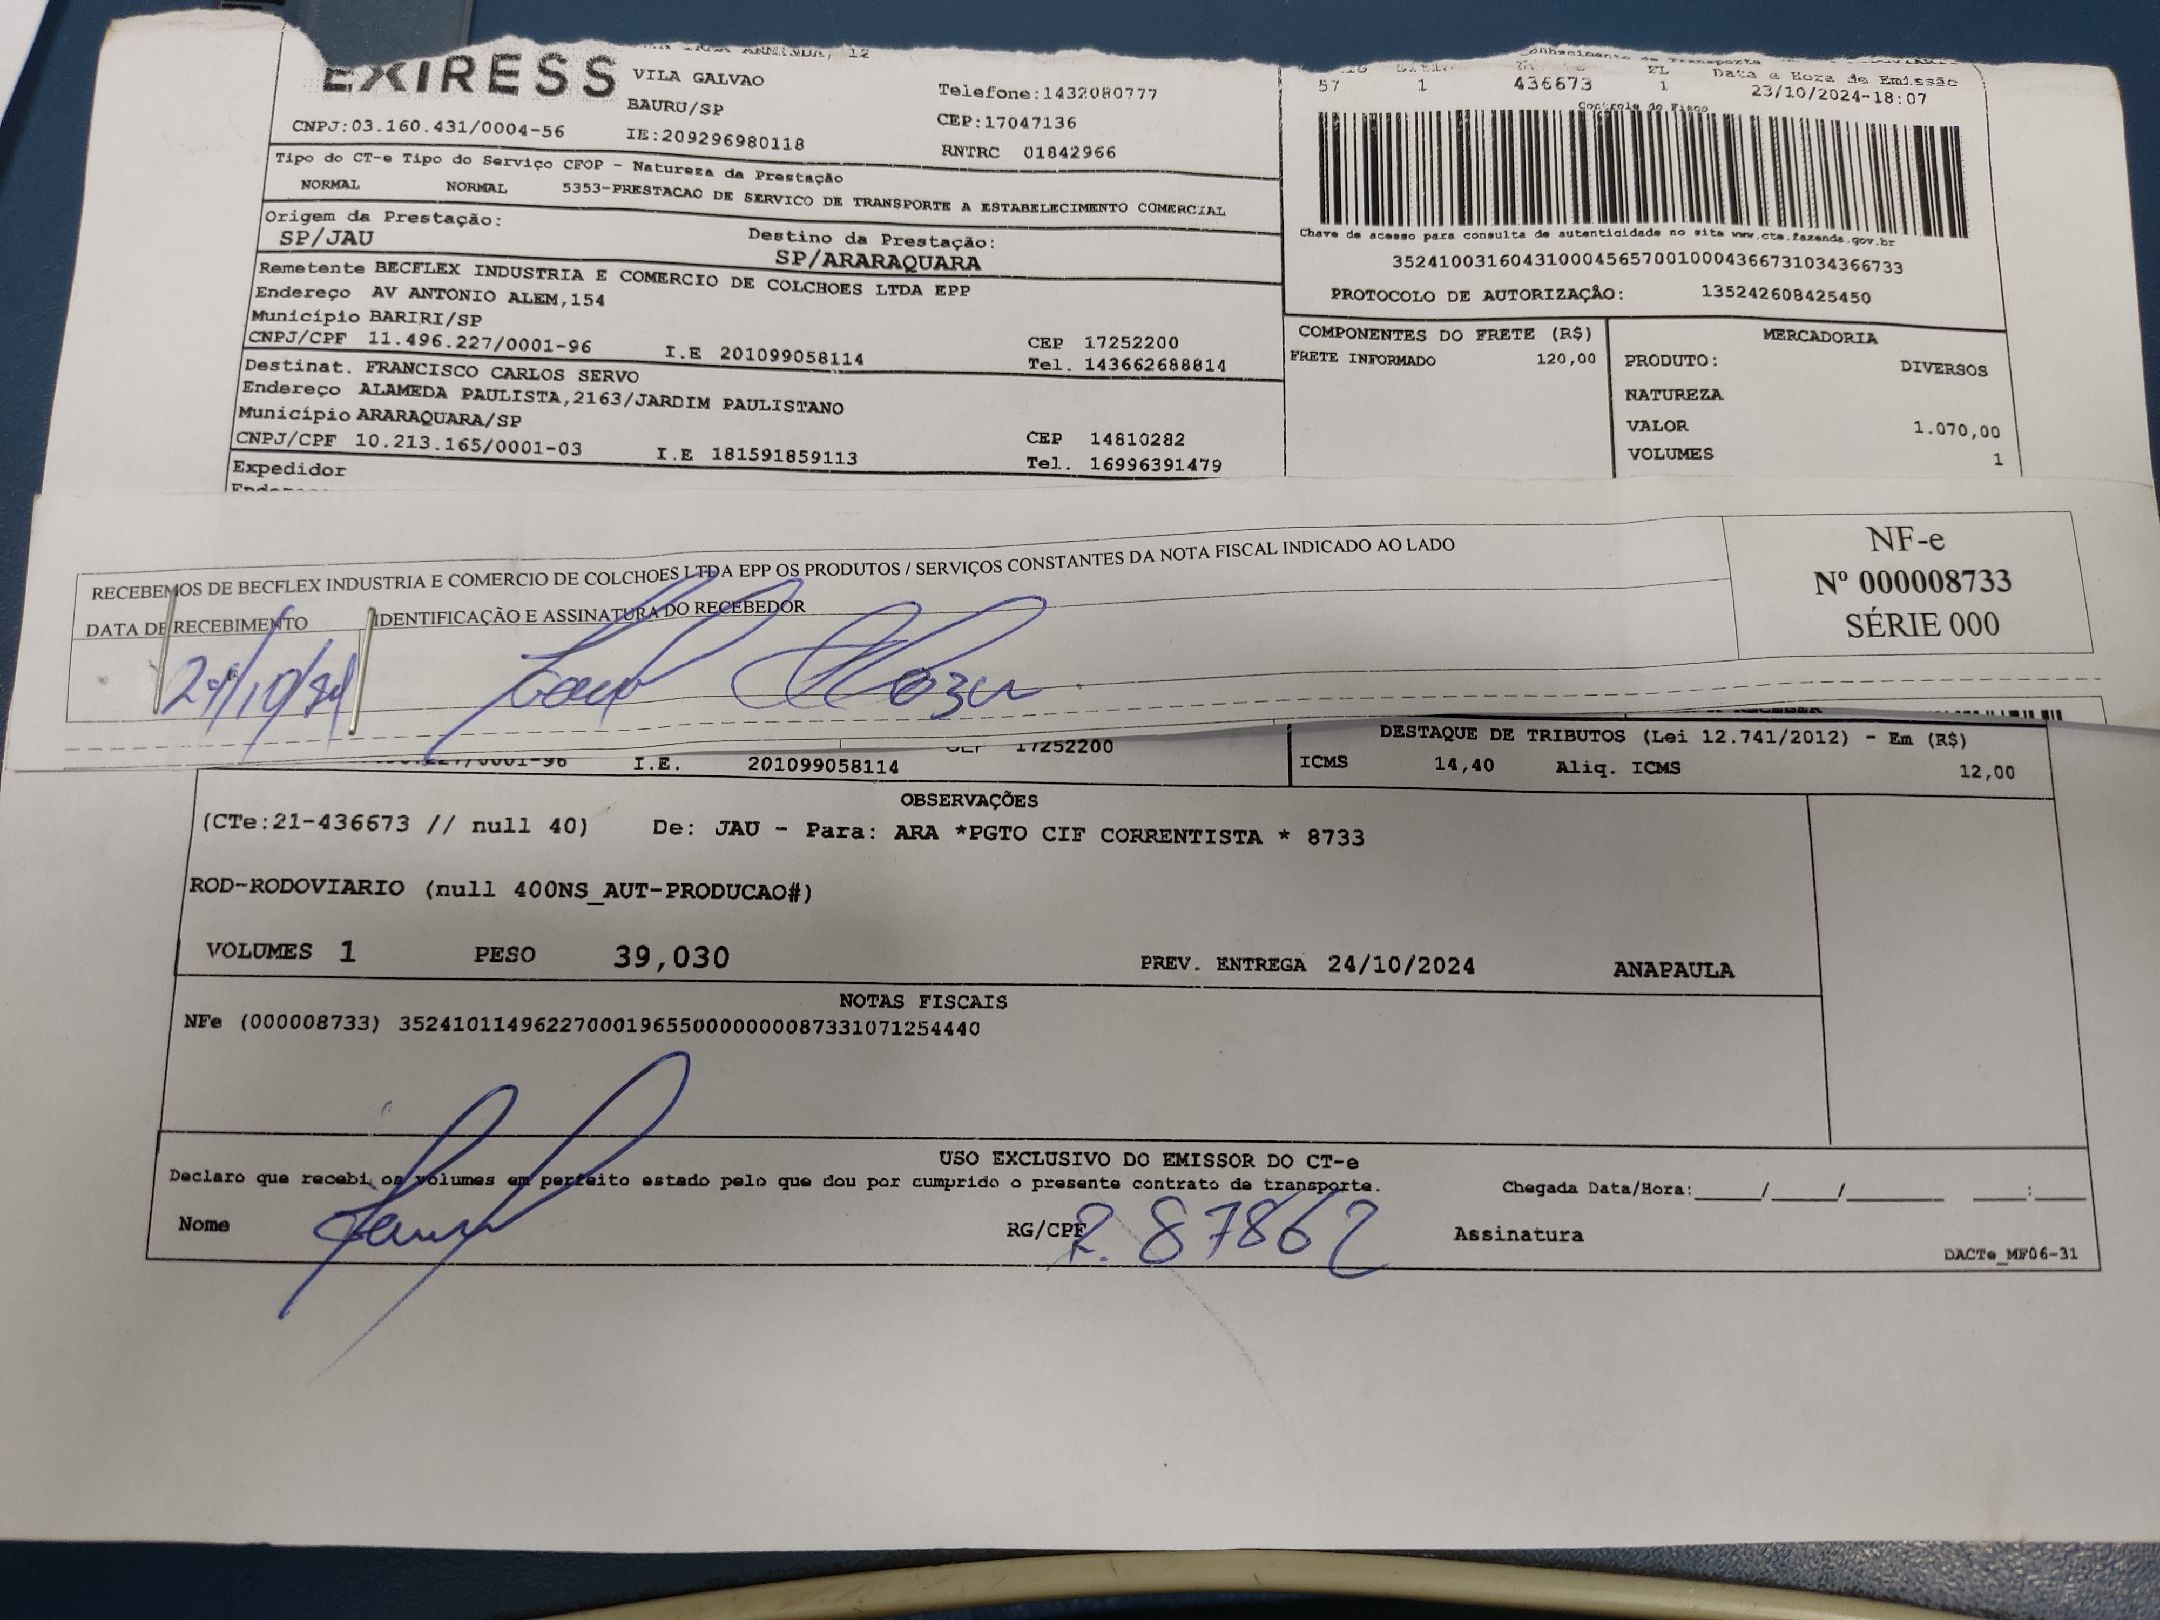 EXIRESS
VILA GALVAO
BAURU/SP
CNPJ:03.160.431/0004-56 IE:209296980118
Telefone:1432080777
CEP:17047136
RNTRC 01842966
57 1 436673 1 Data e Hora de Emissão
23/10/2024-18:07
Controle do Fisco
Tipo do CT-e Tipo do Serviço CFOP - Natureza da Prestação
NORMAL NORMAL 5353-PRESTACAO DE SERVICO DE TRANSPORTE A ESTABELECIMENTO COMERCIAL
Origem da Prestação: Destino da Prestação:
SP/JAU SP/ARARAQUARA
Chave de acesso para consulta de autenticidade no site www.cte.fazenda.gov.br
35241003160431000456570010004366731034366733
PROTOCOLO DE AUTORIZAÇÃO: 135242608425450
Remetente BECFLEX INDUSTRIA E COMERCIO DE COLCHOES LTDA EPP
Endereço AV ANTONIO ALEM,154
Município BARIRI/SP CEP 17252200
CNPJ/CPF 11.496.227/0001-96 I.E 201099058114 Tel. 143662688814
Destinat. FRANCISCO CARLOS SERVO
Endereço ALAMEDA PAULISTA,2163/JARDIM PAULISTANO
Município ARARAQUARA/SP CEP 14810282
CNPJ/CPF 10.213.165/0001-03 I.E 181591859113 Tel. 16996391479
Expedidor
COMPONENTES DO FRETE (R$)
FRETE INFORMADO 120,00
MERCADORIA
PRODUTO: DIVERSOS
NATUREZA
VALOR 1.070,00
VOLUMES 1
RECEBEMOS DE BECFLEX INDUSTRIA E COMERCIO DE COLCHOES LTDA EPP OS PRODUTOS / SERVIÇOS CONSTANTES DA NOTA FISCAL INDICADO AO LADO
DATA DE RECEBIMENTO IDENTIFICAÇÃO E ASSINATURA DO RECEBEDOR
NF-e
Nº 000008733
SÉRIE 000
I.E. 201099058114 17252200
DESTAQUE DE TRIBUTOS (Lei 12.741/2012) - Em (R$)
ICMS 14,40 Aliq. ICMS 12,00
OBSERVAÇÕES
(CTe:21-436673 // null 40) De: JAU - Para: ARA *PGTO CIF CORRENTISTA * 8733
ROD-RODOVIARIO (null 400NS_AUT-PRODUCAO#)
VOLUMES 1 PESO 39,030 PREV. ENTREGA 24/10/2024 ANAPAULA
NOTAS FISCAIS
NFe (000008733) 35241011496227000196550000000087331071254440
USO EXCLUSIVO DO EMISSOR DO CT-e
Declaro que recebi os volumes em perfeito estado pelo que dou por cumprido o presente contrato de transporte. Chegada Data/Hora:_____/_____/________ ____:____
Nome RG/CPF 87862 Assinatura
DACTe_MF06-31